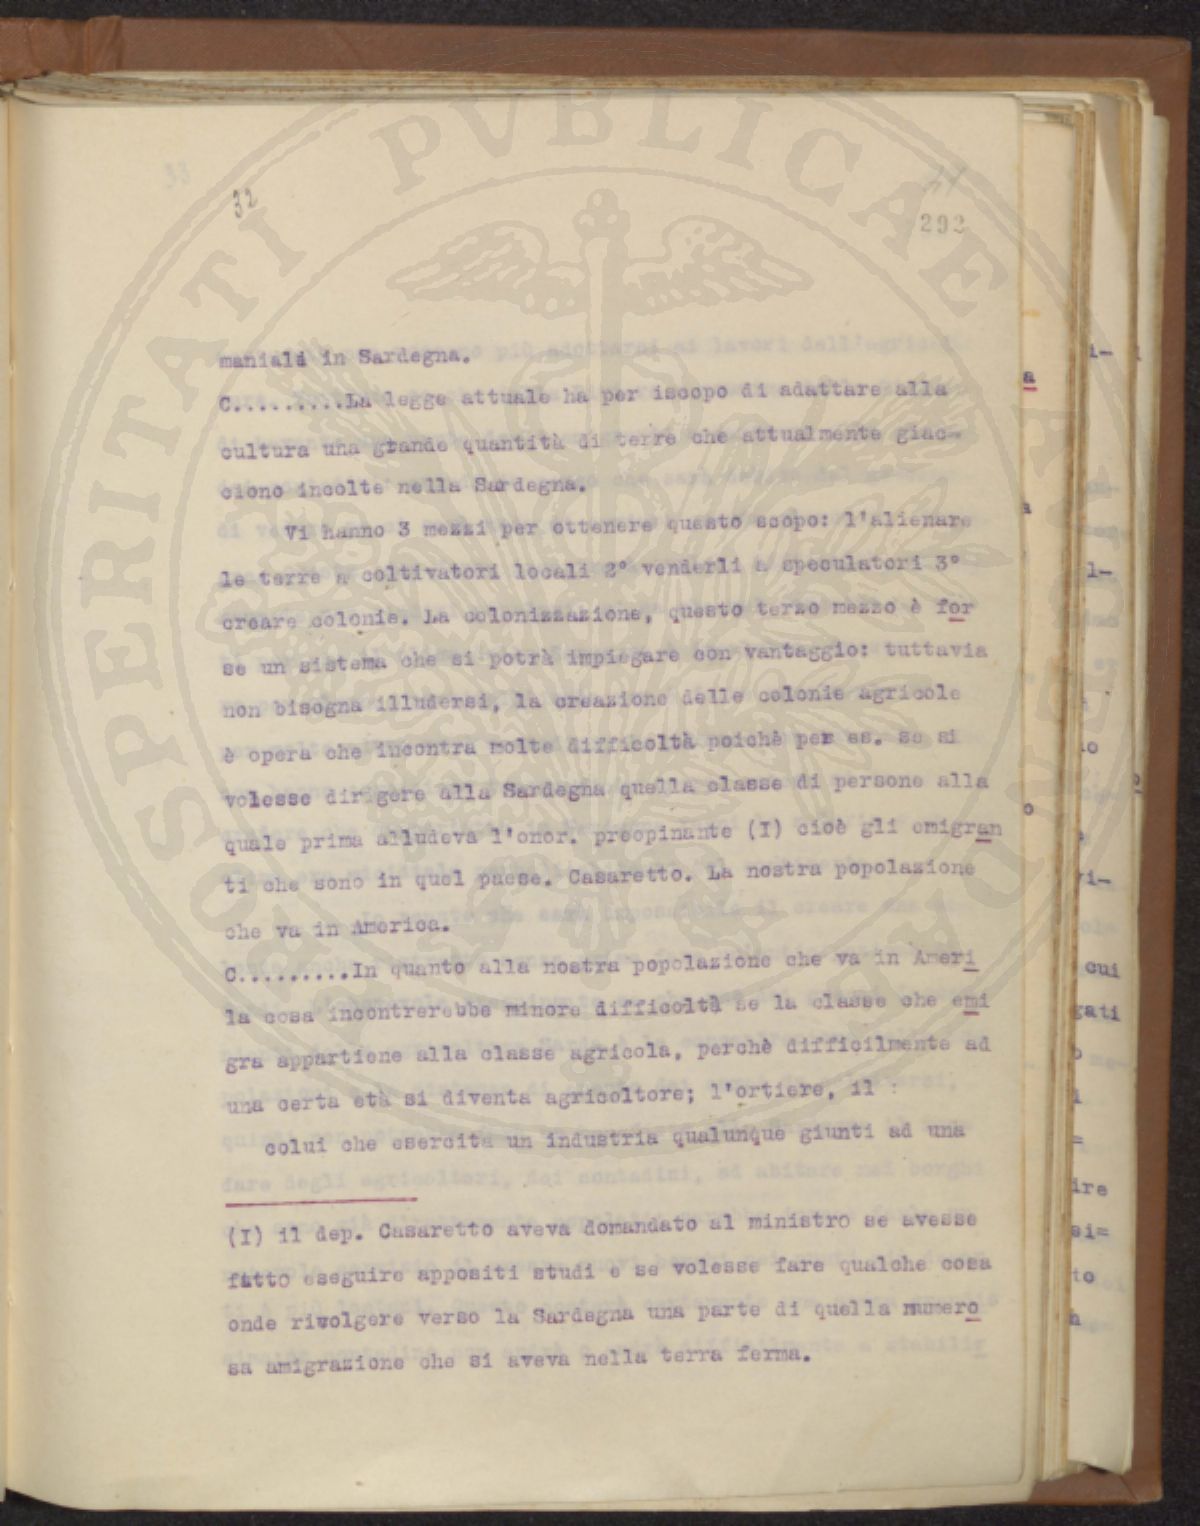 PVBLICAE
SPERITATI
33
32
292
maniali in Sardegna.
C.........La legge attuale ha per iscopo di adattare alla
cultura una grande quantità di terre che attualmente giac-
ciono incolte nella Sardegna.
Vi hanno 3 mezzi per ottenere questo scopo: l'alienare
le terre a coltivatori locali 2° venderli a speculatori 3°
creare colonie. La colonizzazione, questo terzo mezzo è for
se un sistema che si potrà impiegare con vantaggio: tuttavia
non bisogna illudersi, la creazione delle colonie agricole
è opera che incontra molte difficoltà poichè per es. se si
volesse dirigere alla Sardegna quella classe di persone alla
quale prima alludeva l'onor. preopinante (I) cioè gli emigran
ti che sono in quel paese. Casaretto. La nostra popolazione
che va in America.
C.........In quanto alla nostra popolazione che va in Ameri
la cosa incontrerebbe minore difficoltà se la classe che emi
gra appartiene alla classe agricola, perchè difficilmente ad
una certa età si diventa agricoltore; l'ortiere, il
colui che esercita un industria qualunque giunti ad una
(I) il dep. Casaretto aveva domandato al ministro se avesse
fatto eseguire appositi studi e se volesse fare qualche cosa
onde rivolgere verso la Sardegna una parte di quella numero
sa amigrazione che si aveva nella terra ferma.